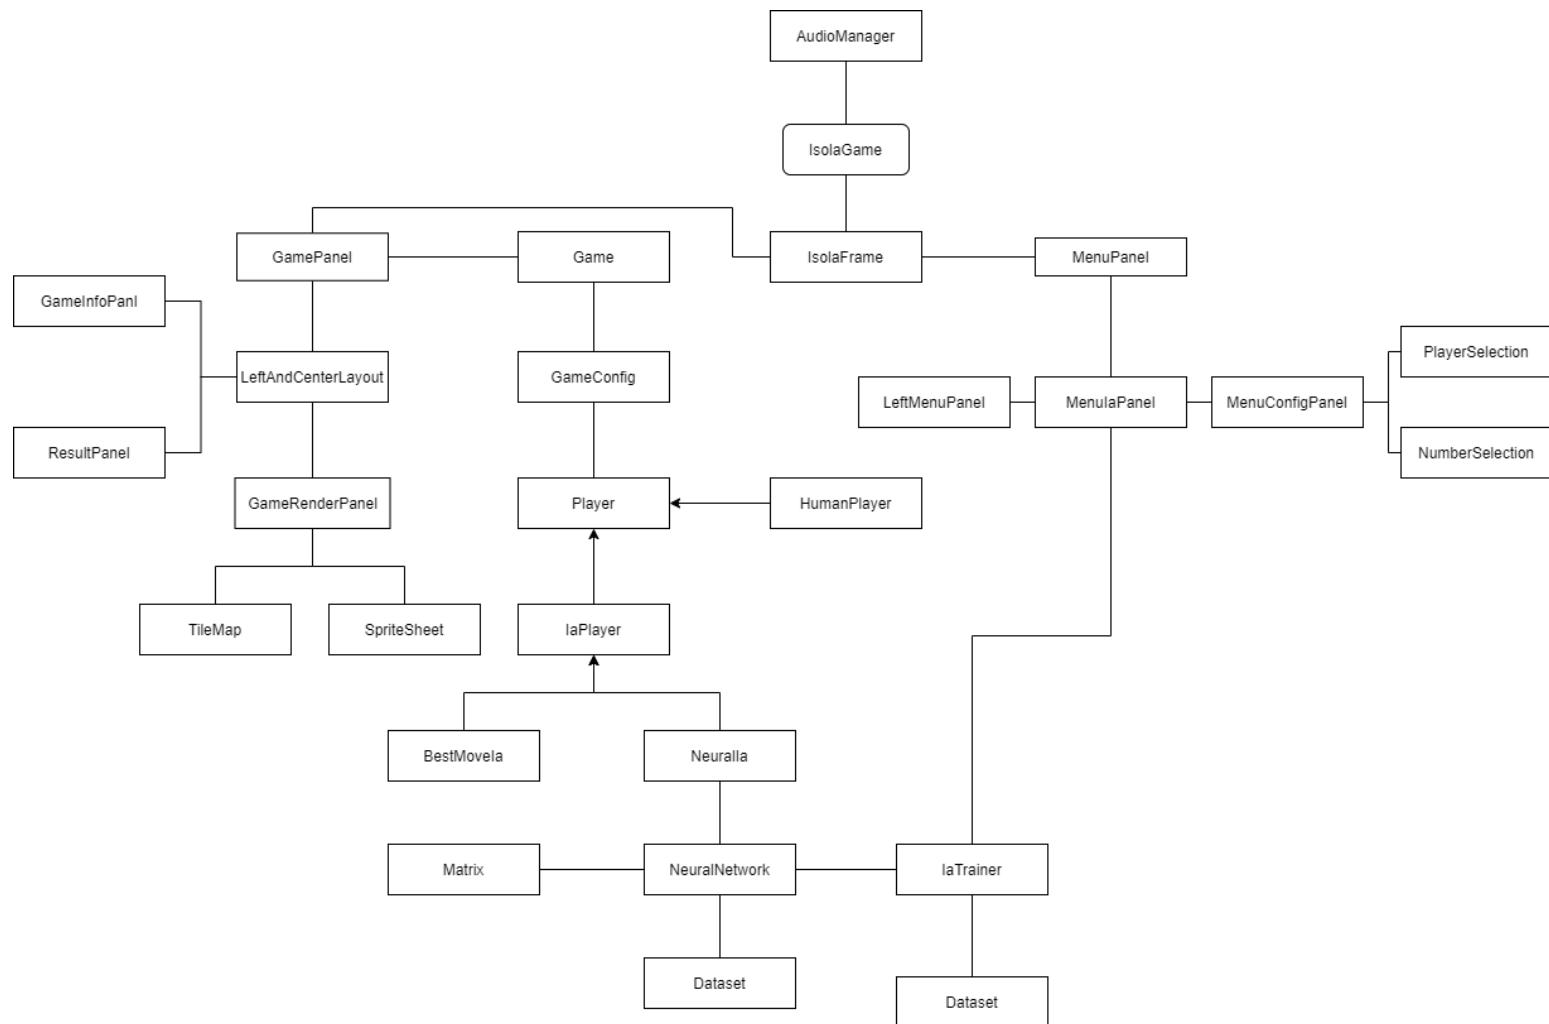 AudioManager
IsolaGame
GamePanel
Game
IsolaFrame
MenuPanel
GameInfoPanl
PlayerSelection
LeftAndCenterLayout
GameConfig
LeftMenuPanel
MenuIaPanel
MenuConfigPanel
ResultPanel
NumberSelection
GameRenderPanel
Player
HumanPlayer
TileMap
SpriteSheet
IaPlayer
BestMoveIa
NeuralIa
Matrix
NeuralNetwork
IaTrainer
Dataset
Dataset